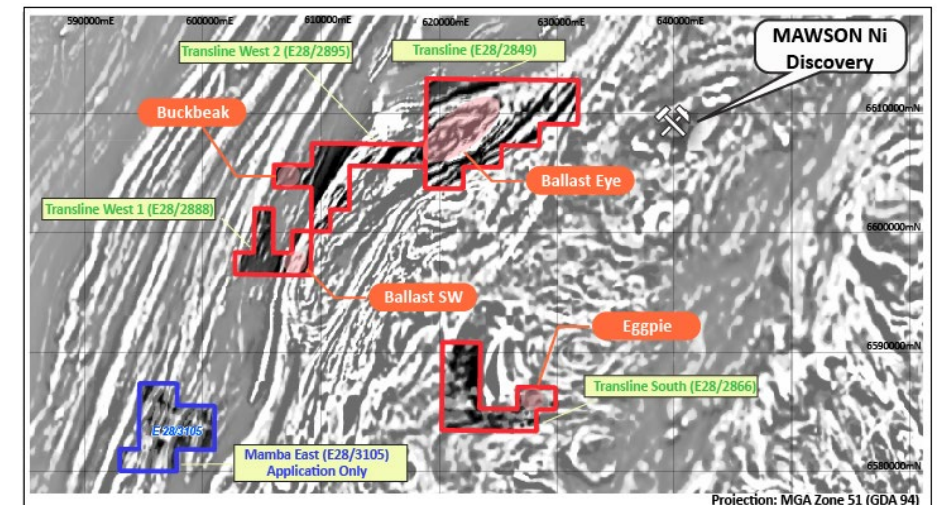 590000mE
600000mE
610000mE
620000mE
630000mE
640000mE
Transline West 2 (E28/2895)
Transline (E28/2849)
MAWSON Ni
Discovery
Buckbeak
6610000mN
Ballast Eye
Transline West 1 (E28/2888)
6600000mN
Ballast SW
Eggpie
6590000mN
Transline South (E28/2866)
E 28/3105
Mamba East (E28/3105)
Application Only
6580000mN
Projection: MGA Zone 51 (GDA 94)